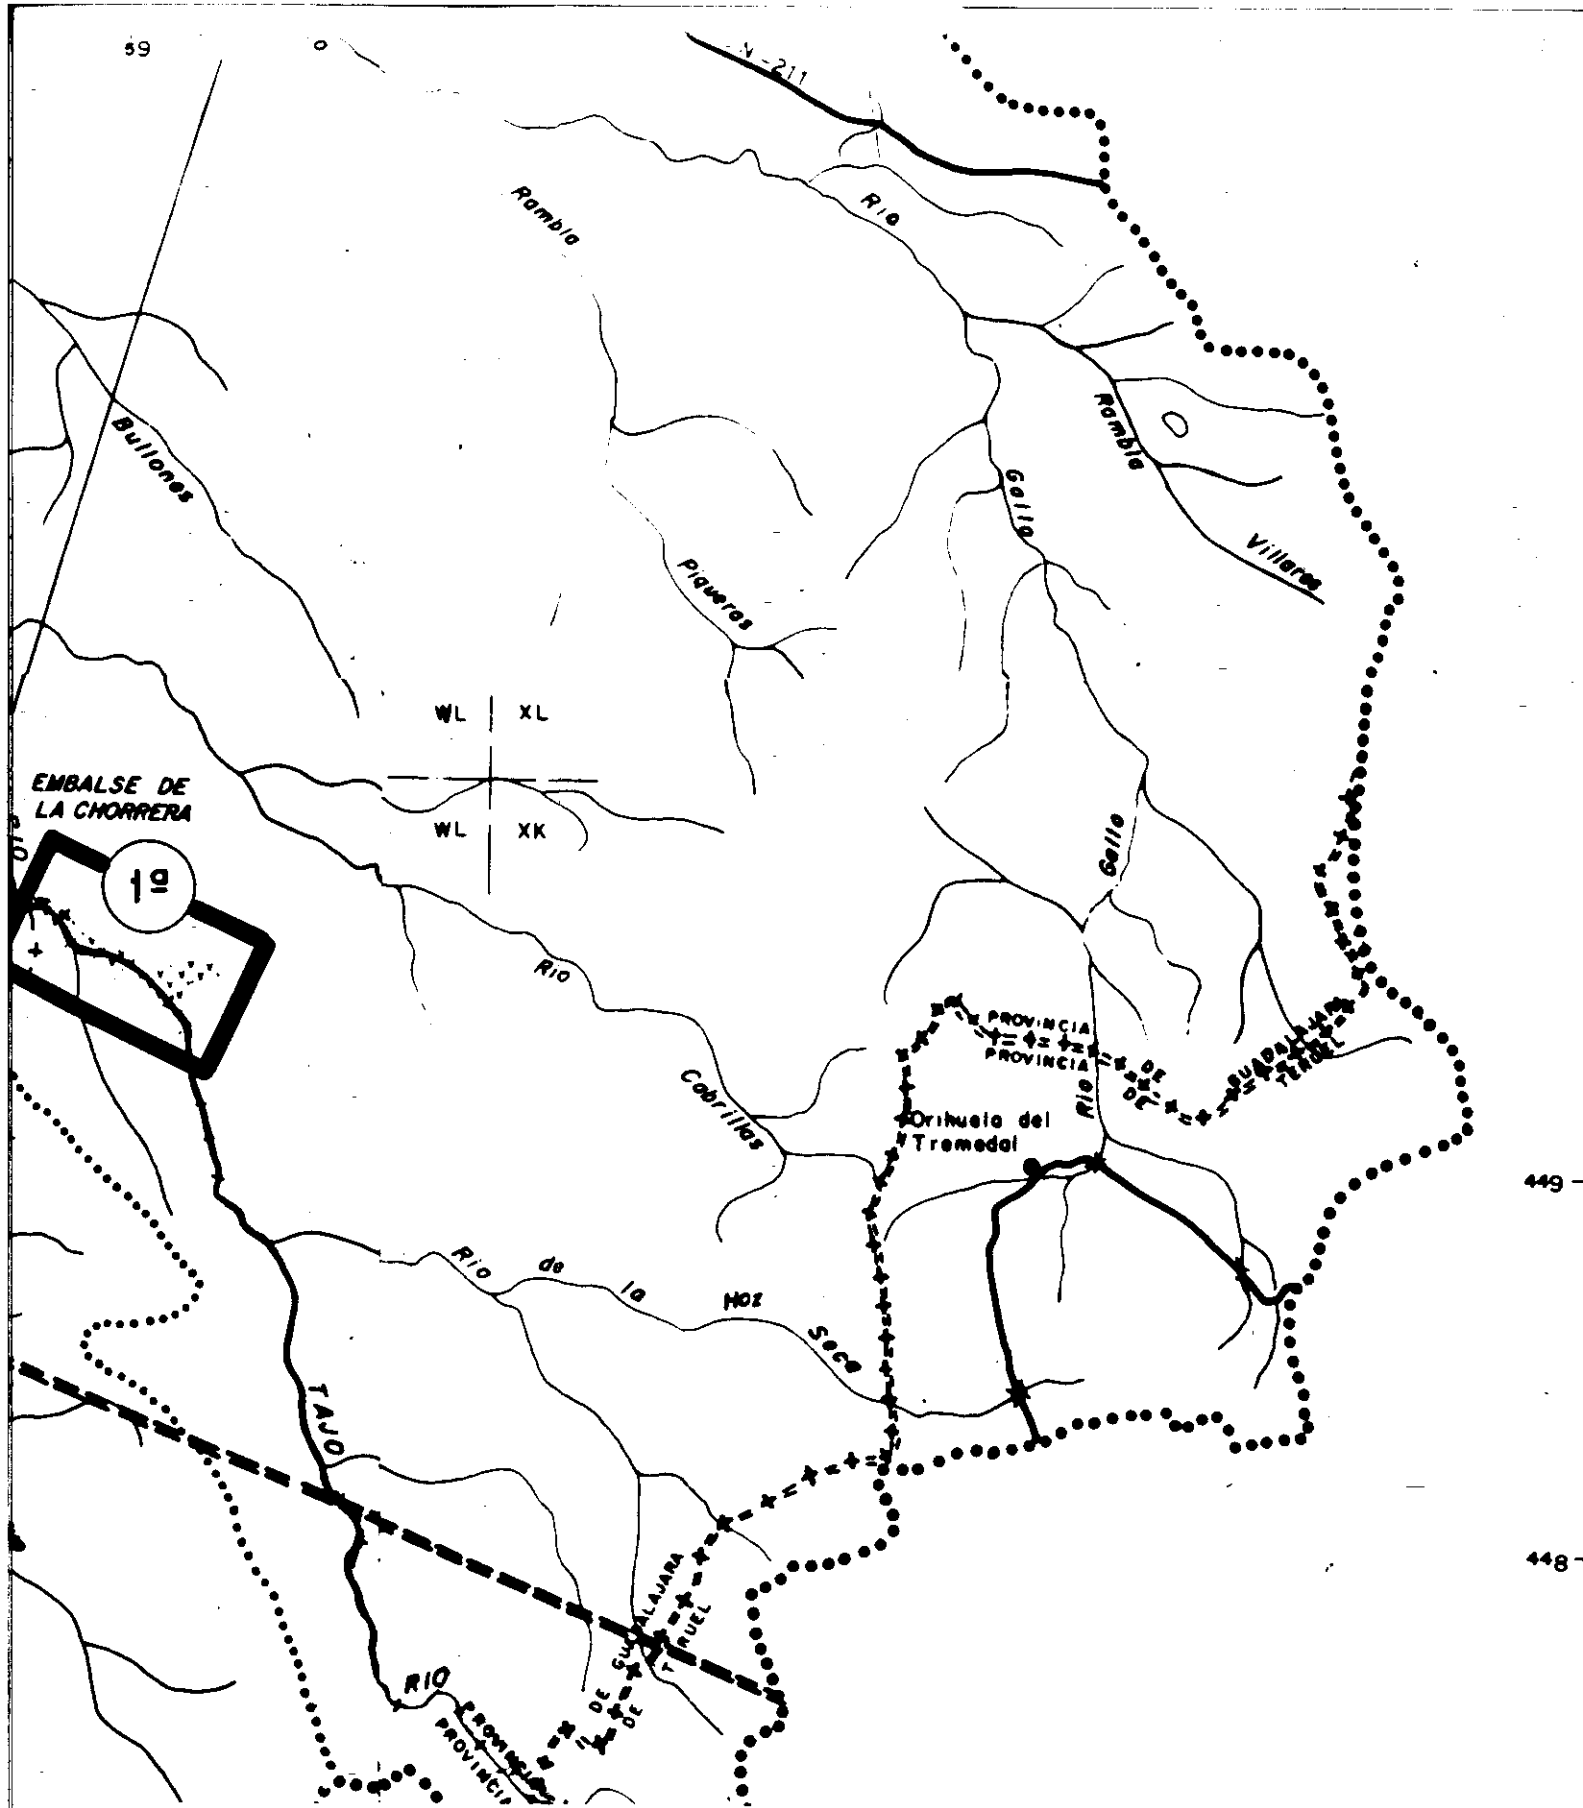 59
0
N-211
Rambla
Rio
Bullones
Rambla
Gallo
Villares
Piqueras
WL XL
WL XK
EMBALSE DE
LA CHORRERA
1ª
Gallo
Rio
PROVINCIA DE GUADALAJARA
PROVINCIA DE TERUEL
Cabrillas
Rio
Orihuela del
Tremedal
449
Rio de la Hoz Seca
TAJO
448
RIO
PROVINCIA DE GUADALAJARA
PROVINCIA DE TERUEL